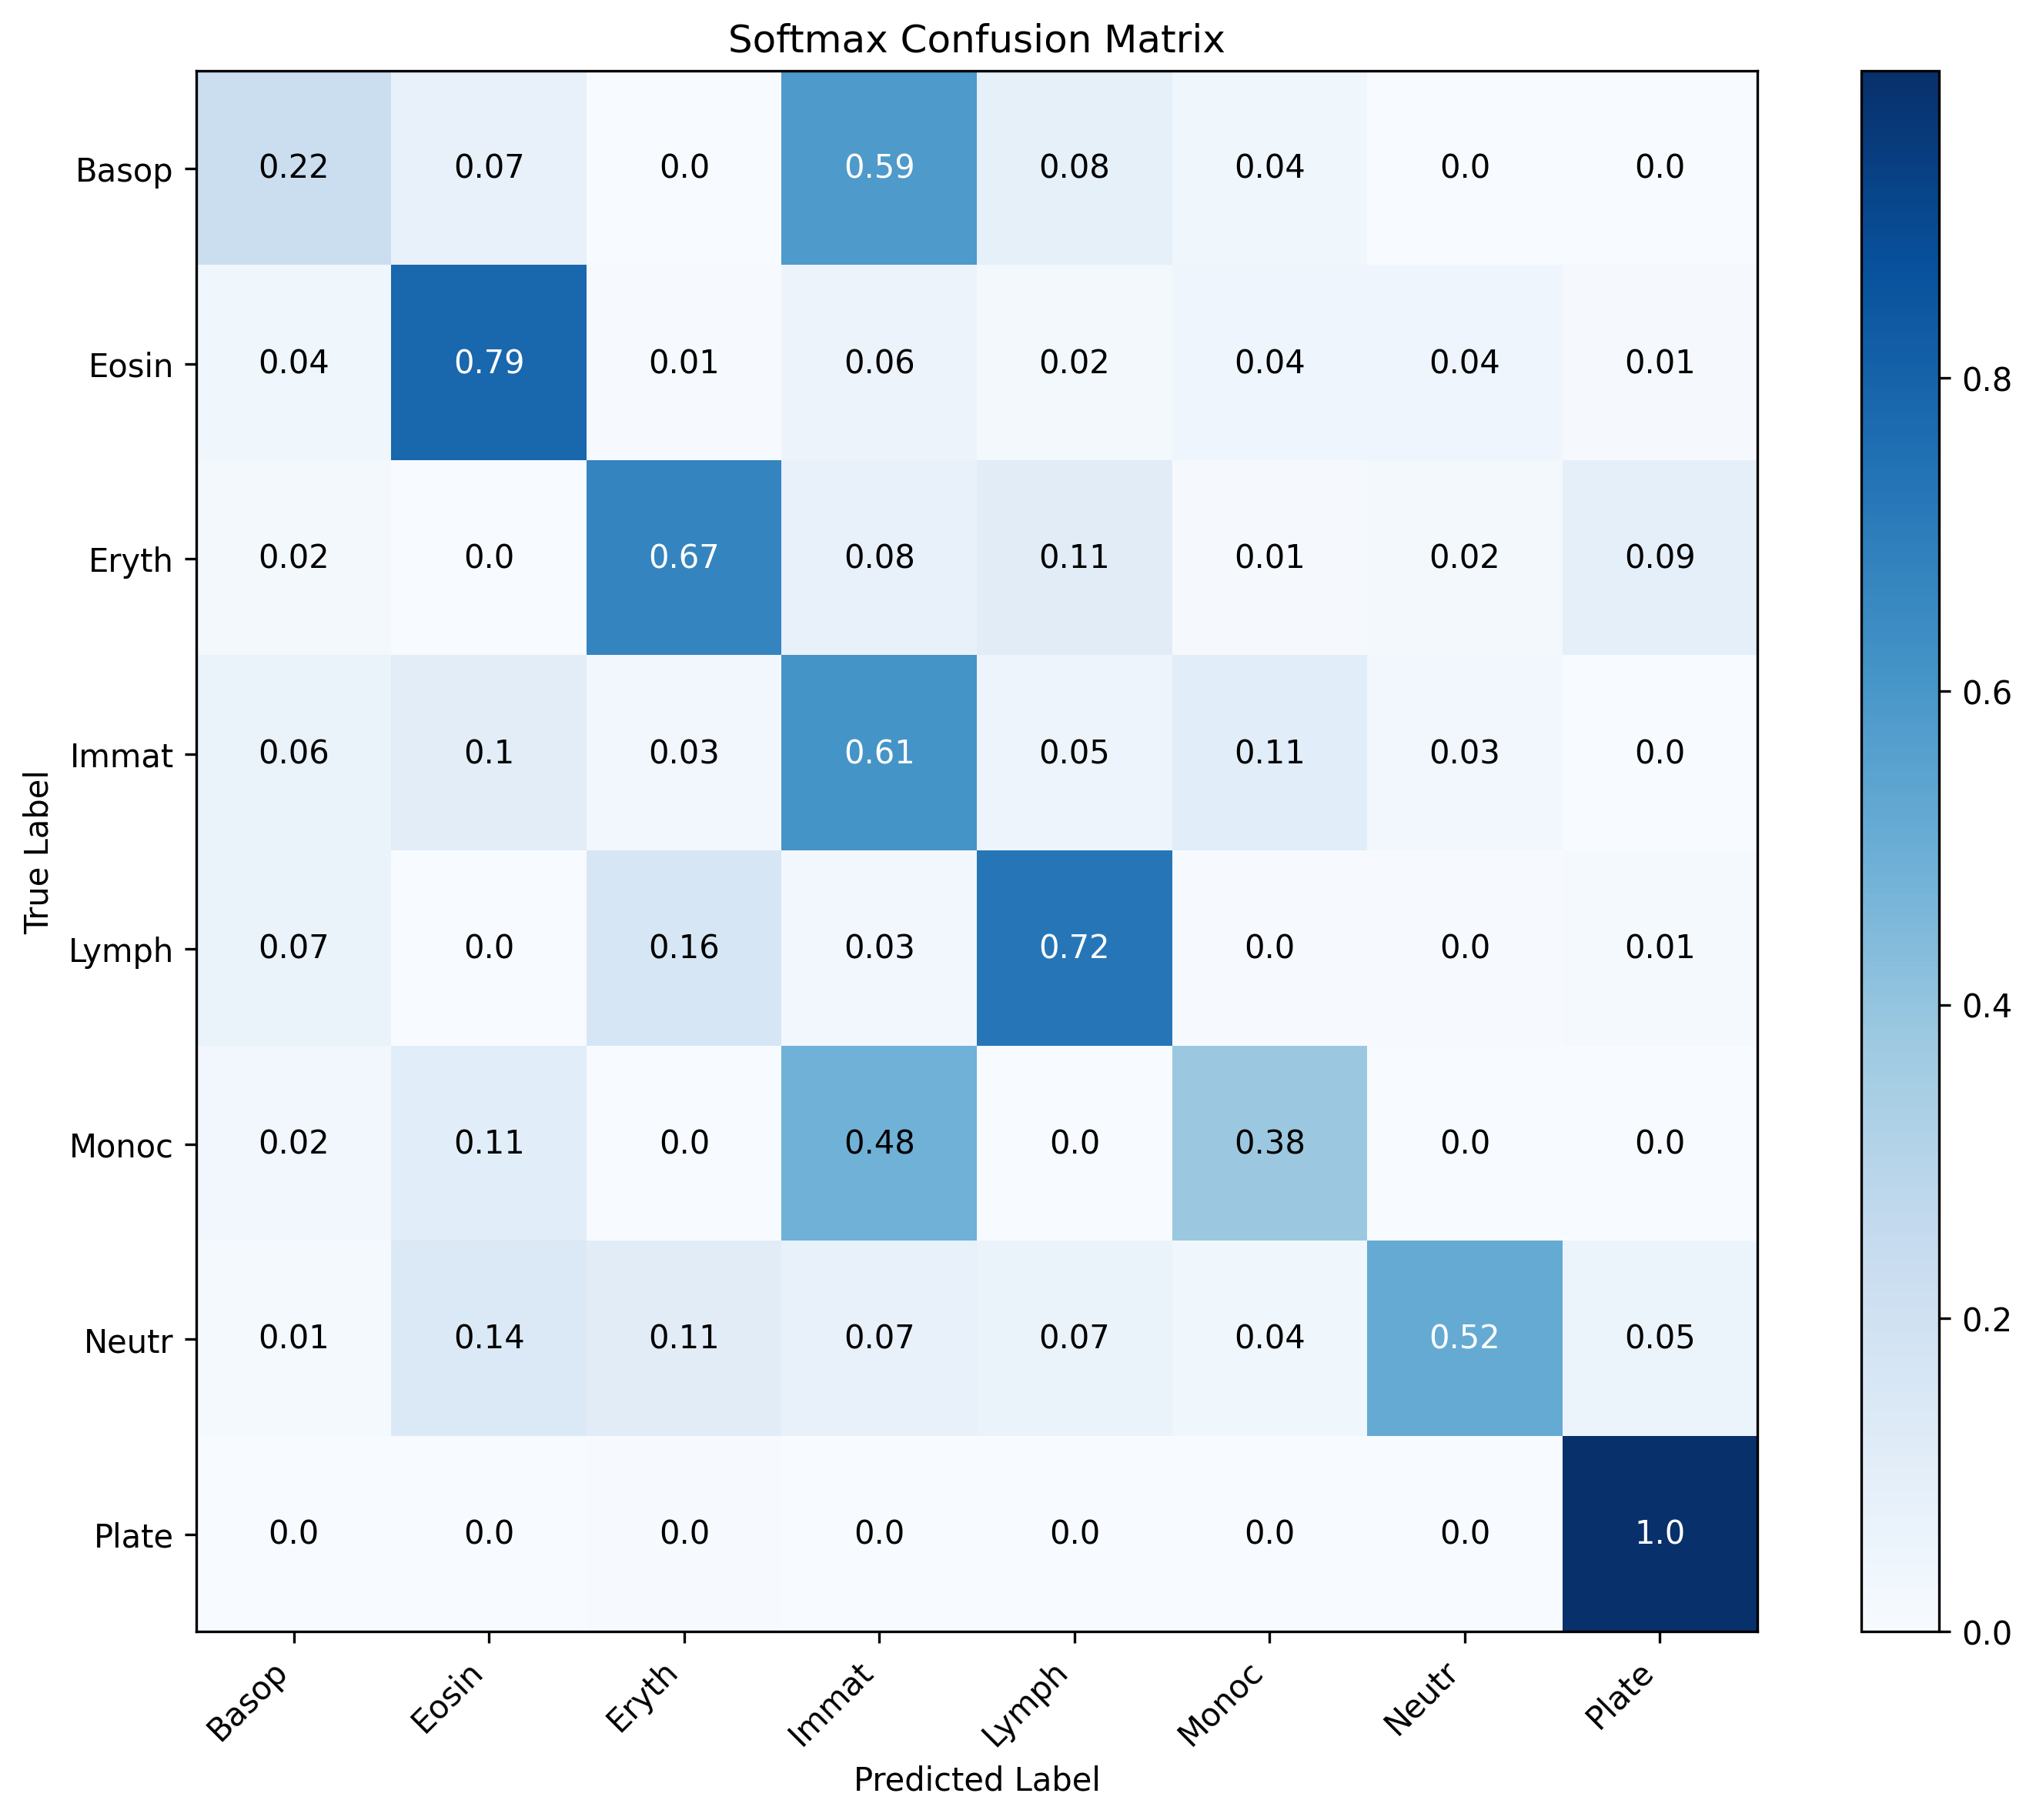 Softmax Confusion Matrix
Basop 0.22 0.07 0.0 0.59 0.08 0.04 0.0 0.0
Eosin 0.04 0.79 0.01 0.06 0.02 0.04 0.04 0.01
Eryth 0.02 0.0 0.67 0.08 0.11 0.01 0.02 0.09
Immat 0.06 0.1 0.03 0.61 0.05 0.11 0.03 0.0
Lymph 0.07 0.0 0.16 0.03 0.72 0.0 0.0 0.01
Monoc 0.02 0.11 0.0 0.48 0.0 0.38 0.0 0.0
Neutr 0.01 0.14 0.11 0.07 0.07 0.04 0.52 0.05
Plate 0.0 0.0 0.0 0.0 0.0 0.0 0.0 1.0
True Label
Basop Eosin Eryth Immat Lymph Monoc Neutr Plate
Predicted Label
0.8
0.6
0.4
0.2
0.0